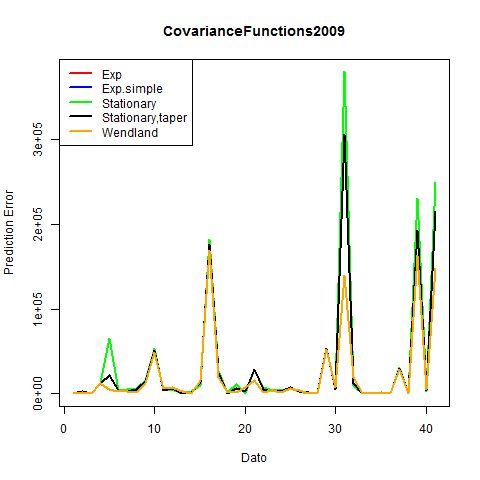 CovarianceFunctions2009
Exp
Exp.simple
Stationary
Stationary,taper
Wendland
Prediction Error
3e+05
2e+05
1e+05
0e+00
0
10
20
30
40
Dato